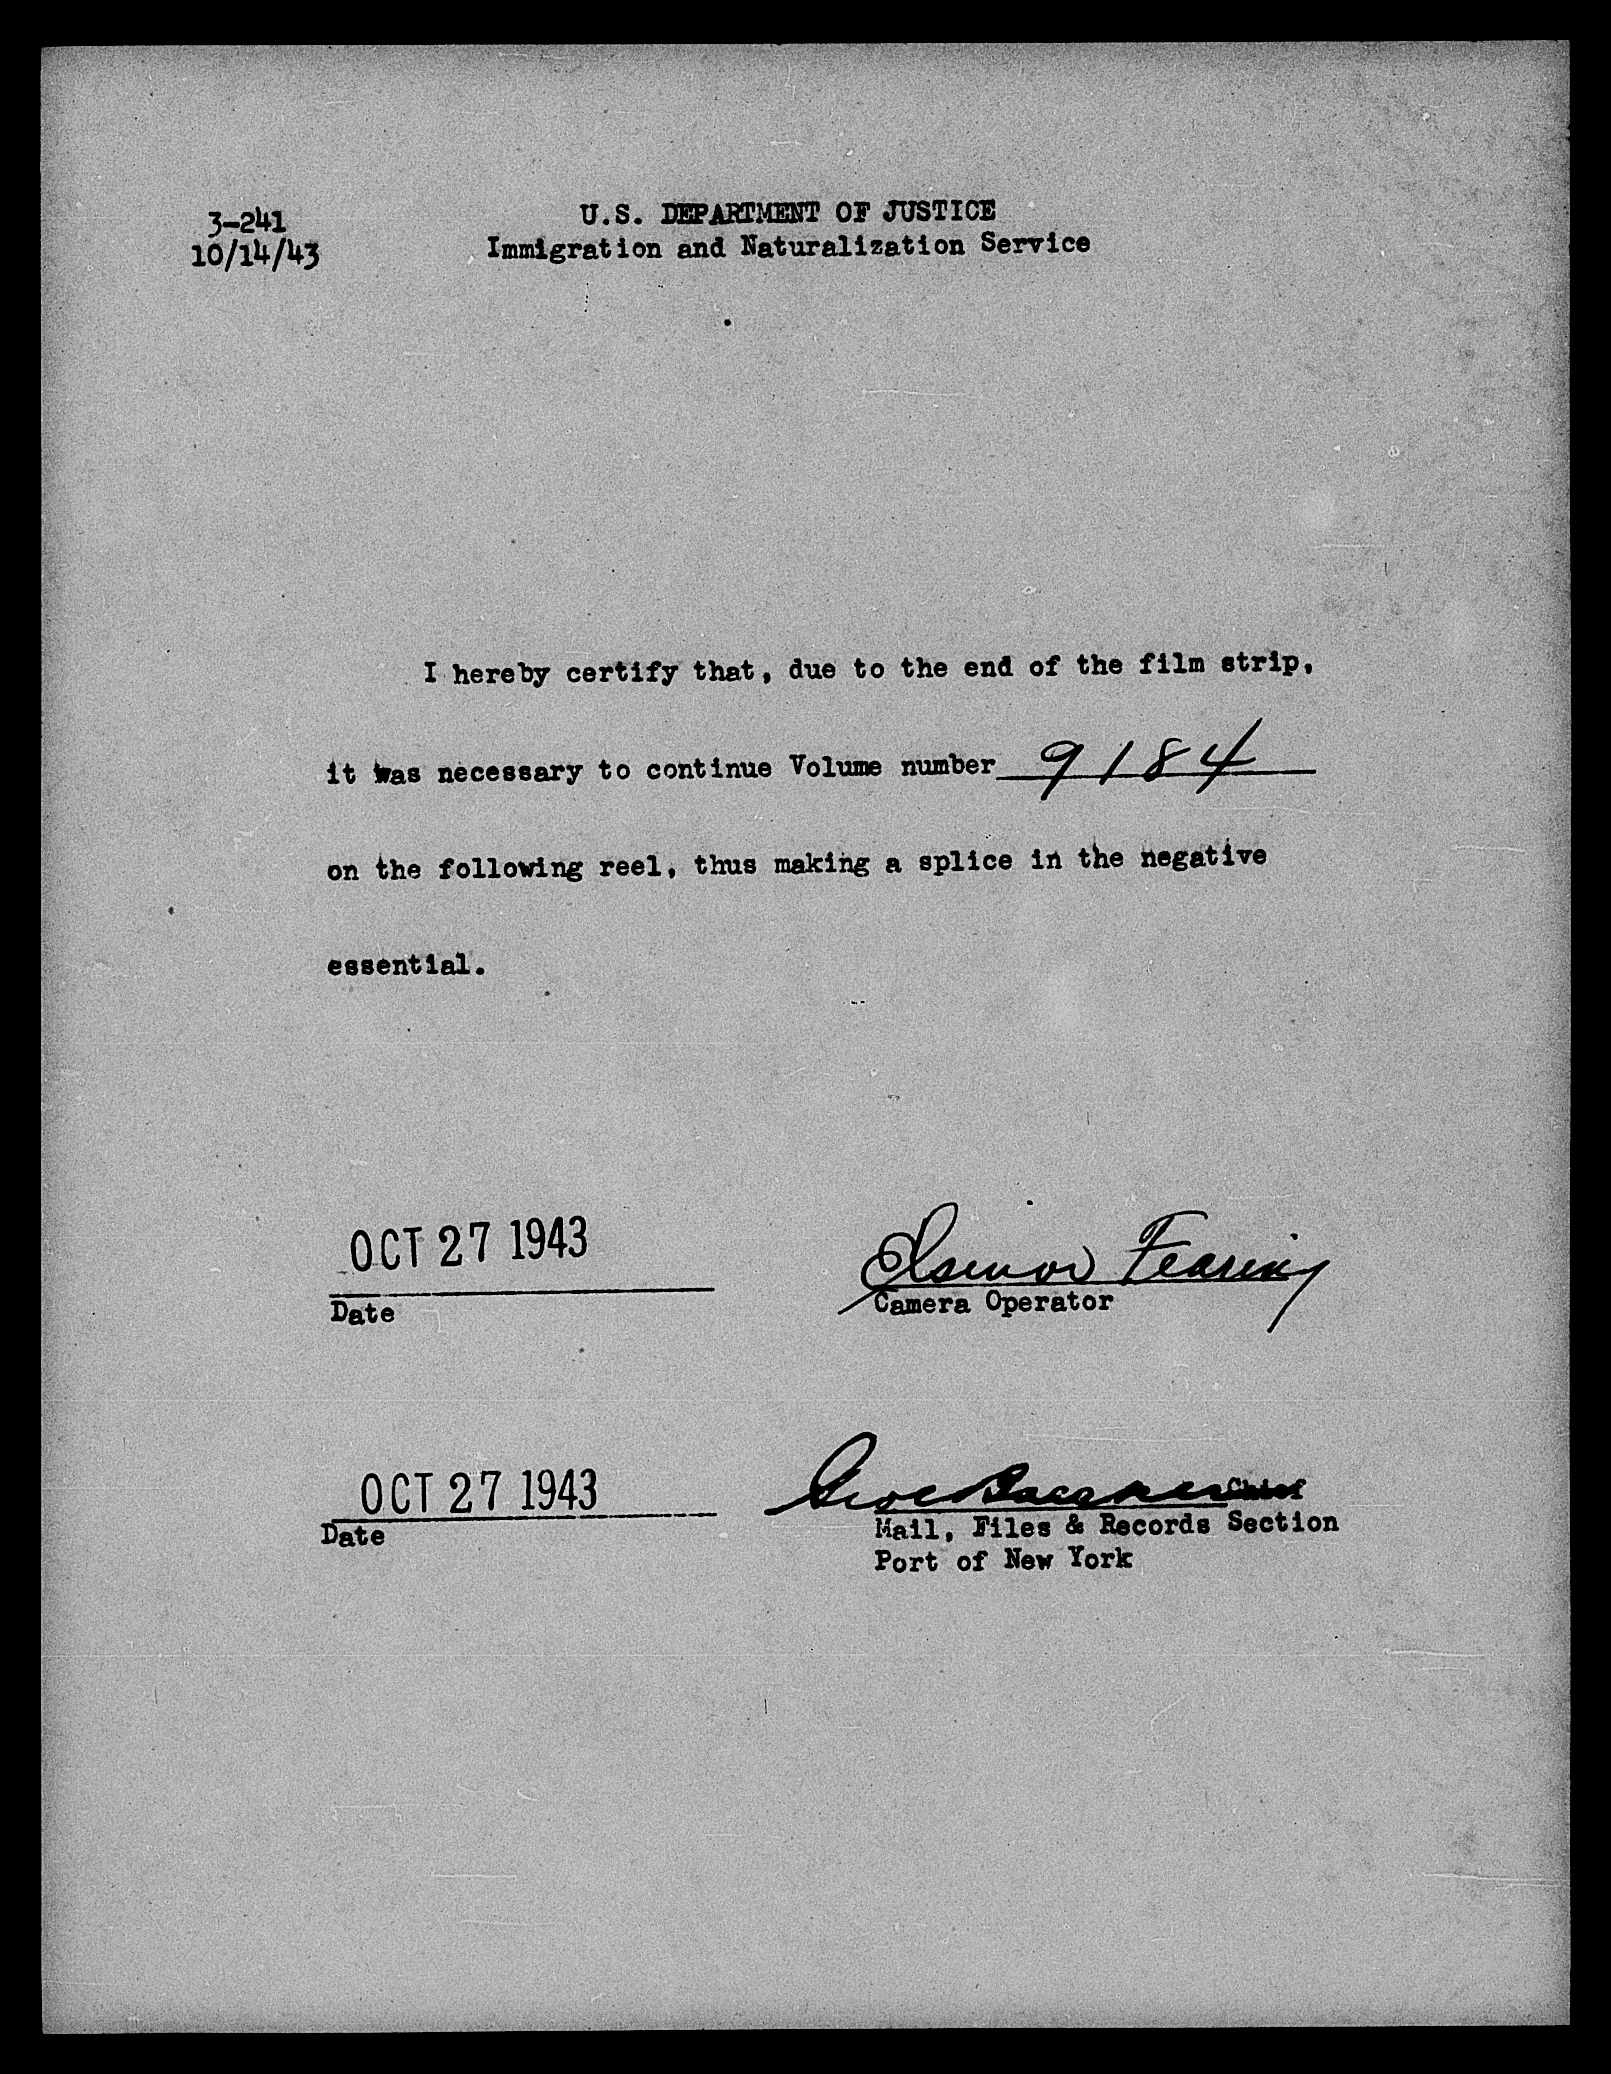 3-241
10/14/43
U.S. DEPARTMENT OF JUSTICE
Immigration and Naturalization Service
I hereby certify that, due to the end of the film strip,
it was necessary to continue Volume number 9184
on the following reel, thus making a splice in the negative
essential.
OCT 27 1943
Date
Fearing
Camera Operator
OCT 27 1943
Date
Chief
Mail, Files & Records Section
Port of New York